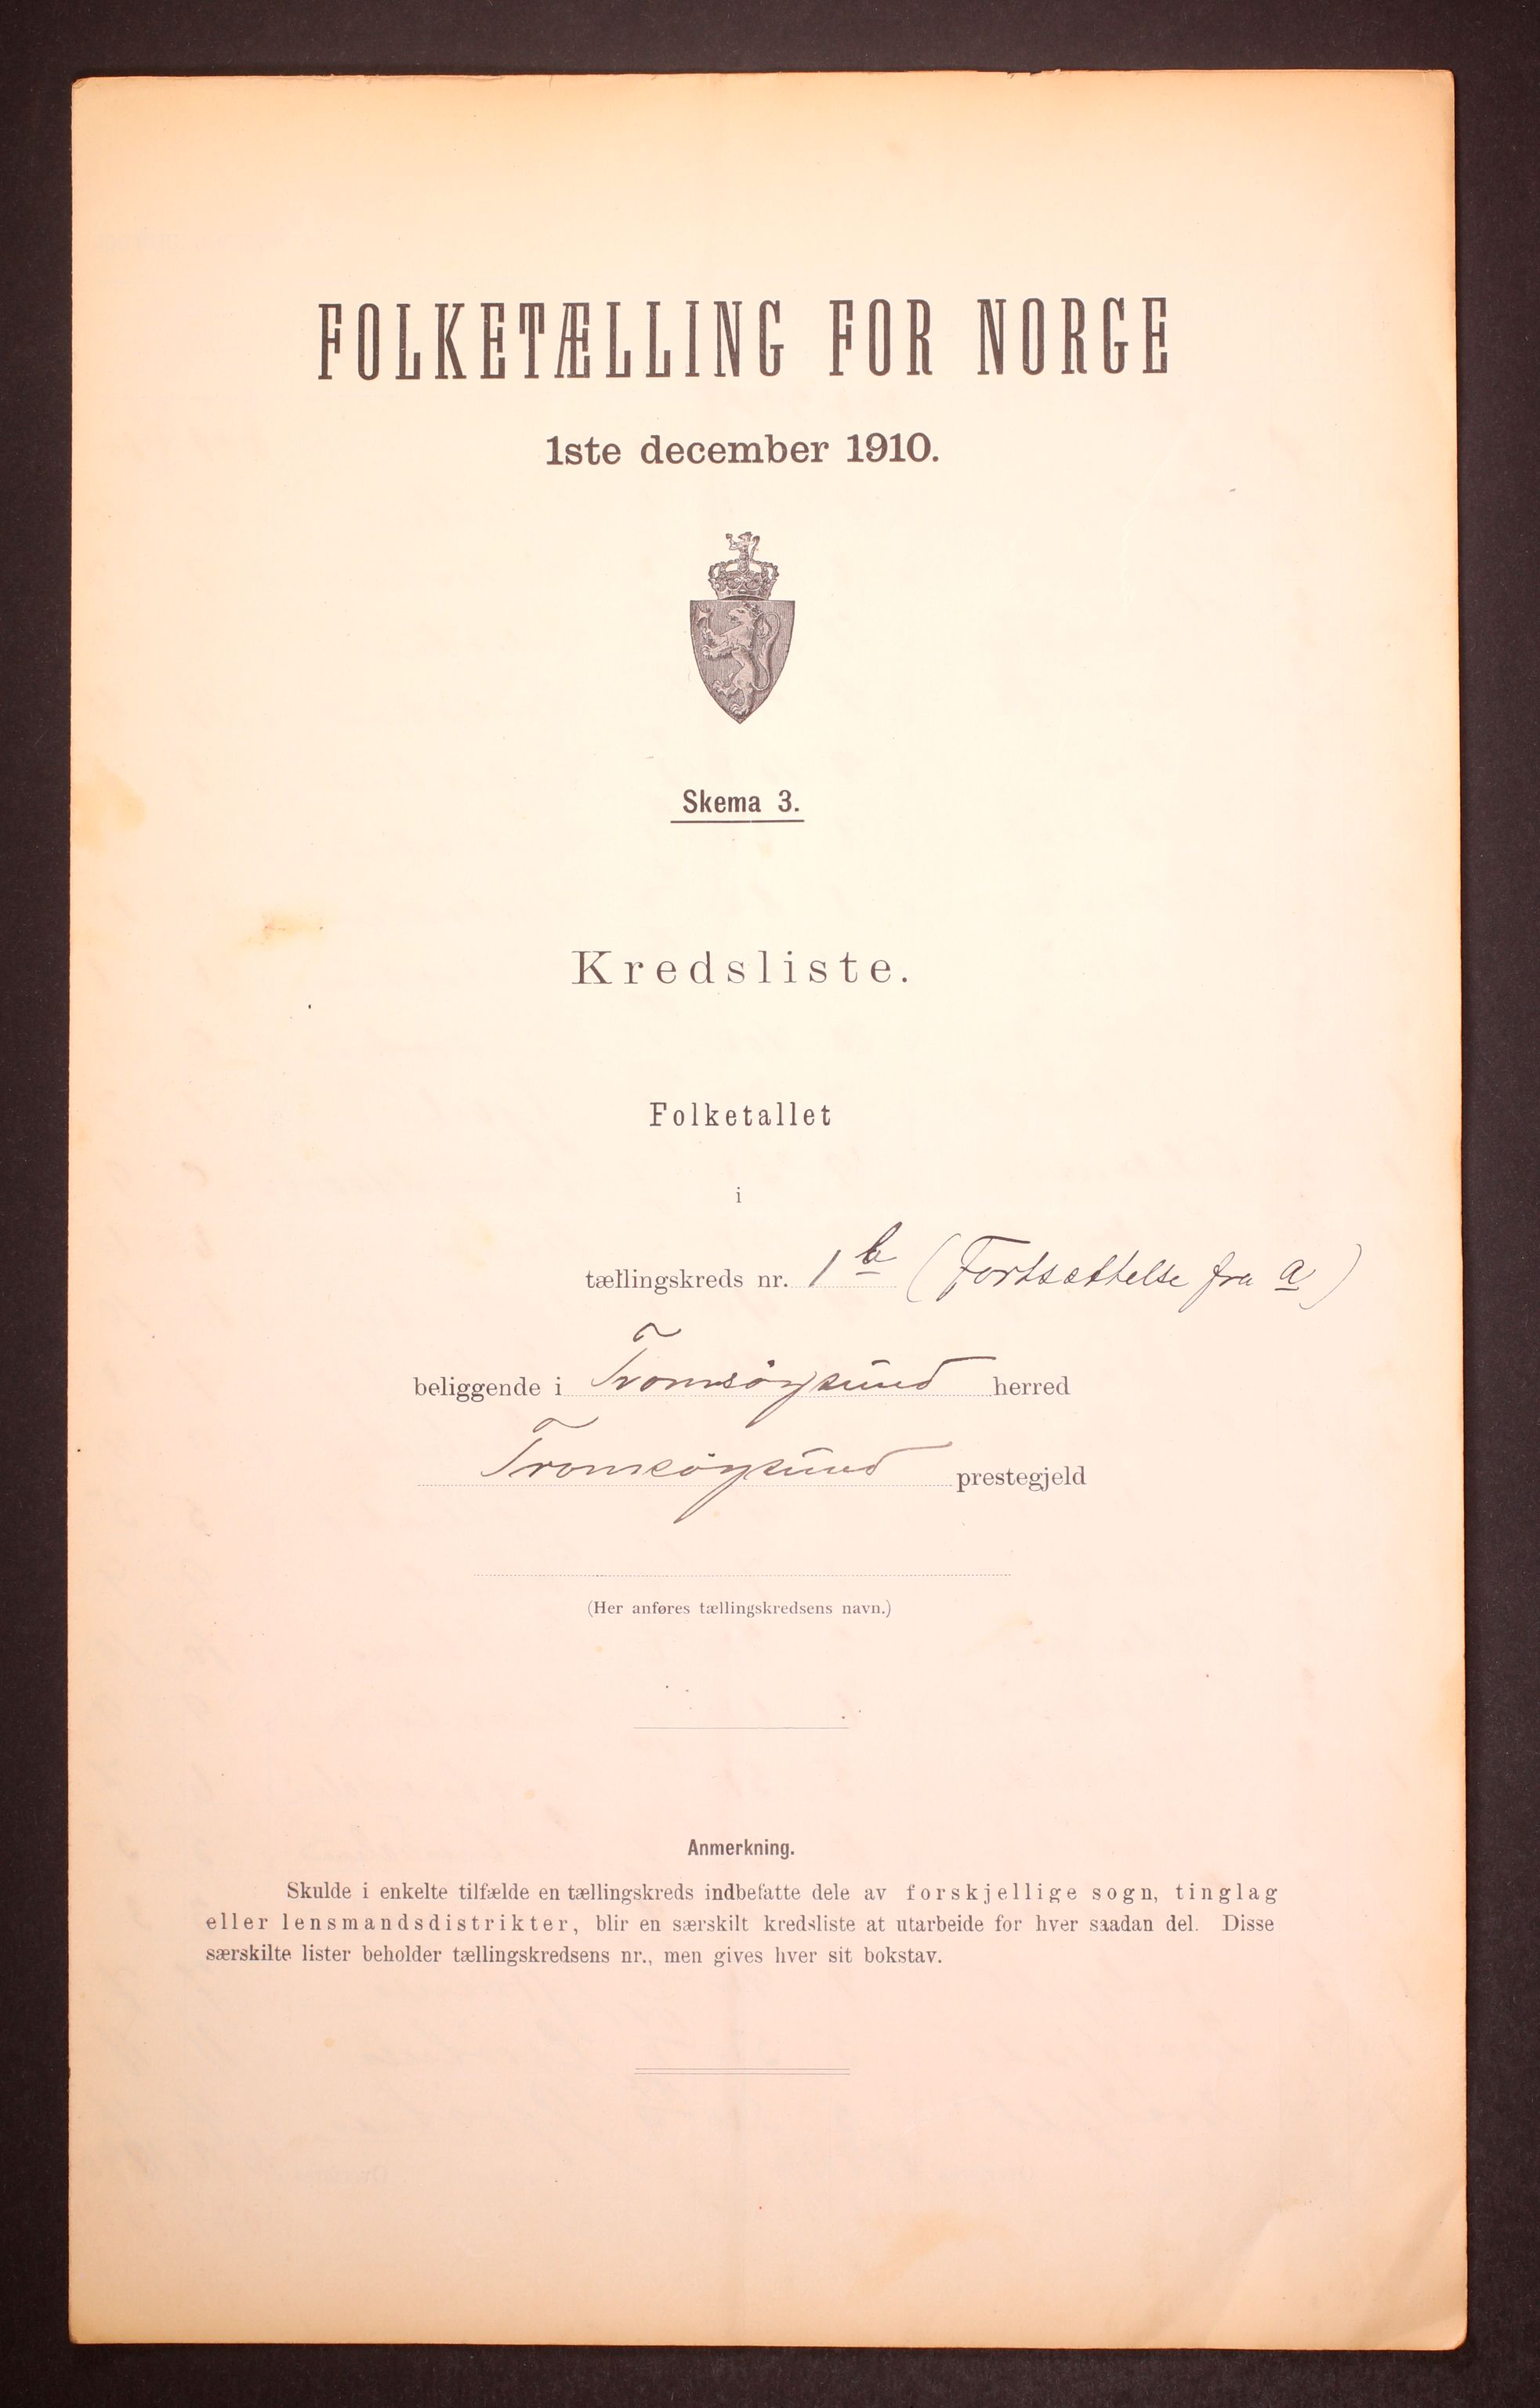 FOLKETÆLLING FOR NORGE
1ste december 1910.
Skema 3.
Kredsliste.
Folketallet
i
tællingskreds nr. 1 b (Fortsættelse fra a)
beliggende i Tromsöysund herred
Tromsöysund prestegjeld
(Her anføres tællingskredsens navn.)
Anmerkning.
Skulde i enkelte tilfælde en tællingskreds indbefatte dele av forskjellige sogn, tinglag
eller lensmandsdistrikter, blir en særskilt kredsliste at utarbeide for hver saadan del. Disse
særskilte lister beholder tællingskredsens nr., men gives hver sit bokstav.